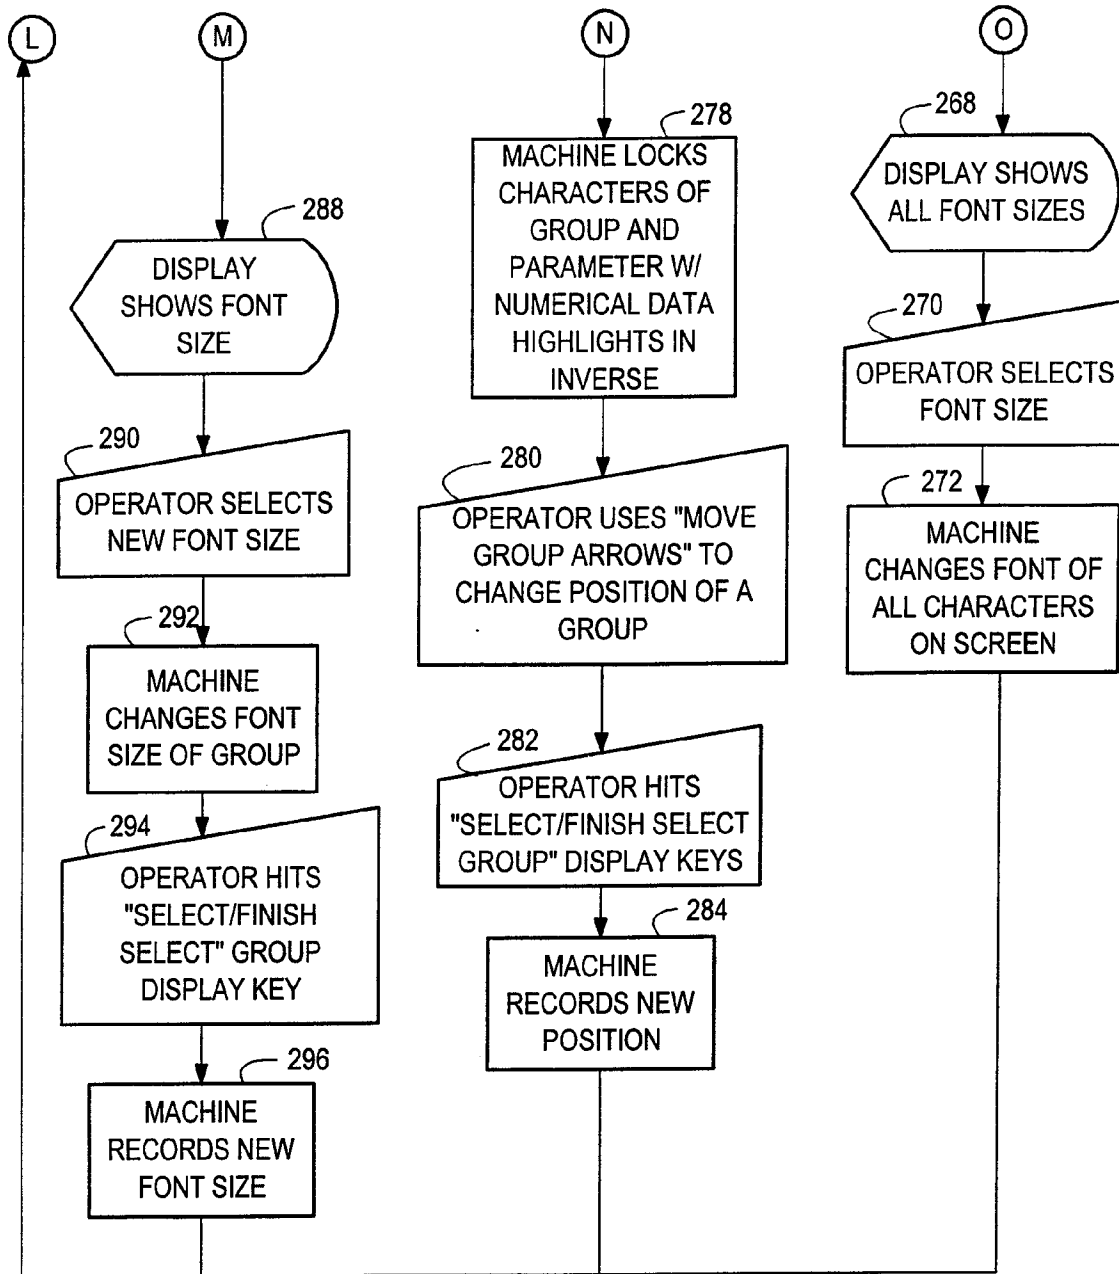 L
M
288
DISPLAY
SHOWS FONT
SIZE
290
OPERATOR SELECTS
NEW FONT SIZE
292
MACHINE
CHANGES FONT
SIZE OF GROUP
294
OPERATOR HITS
"SELECT/FINISH
SELECT" GROUP
DISPLAY KEY
296
MACHINE
RECORDS NEW
FONT SIZE
N
278
MACHINE LOCKS
CHARACTERS OF
GROUP AND
PARAMETER W/
NUMERICAL DATA
HIGHLIGHTS IN
INVERSE
280
OPERATOR USES "MOVE
GROUP ARROWS" TO
CHANGE POSITION OF A
GROUP
282
OPERATOR HITS
"SELECT/FINISH SELECT
GROUP" DISPLAY KEYS
284
MACHINE
RECORDS NEW
POSITION
O
268
DISPLAY SHOWS
ALL FONT SIZES
270
OPERATOR SELECTS
FONT SIZE
272
MACHINE
CHANGES FONT OF
ALL CHARACTERS
ON SCREEN